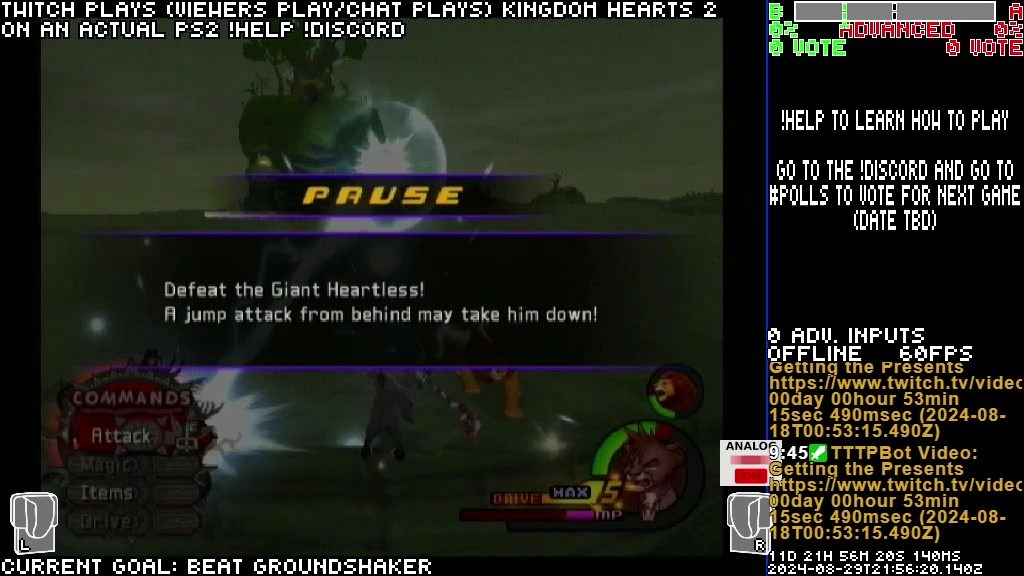 TWITCH PLAYS (VIEWERS PLAY/CHAT PLAYS) KINGDOM HEARTS 2
ON AN ACTUAL PS2 !HELP !DISCORD
B A
0% ADVANCED 0%
0 VOTE 0 VOTE
!HELP TO LEARN HOW TO PLAY
GO TO THE !DISCORD AND GO TO
#POLLS TO VOTE FOR NEXT GAME
(DATE TBD)
PAUSE
Defeat the Giant Heartless!
A jump attack from behind may take him down!
COMMANDS
Attack
Magic
Items
Drive
DRIVE MAX 5
MP
0 ADV. INPUTS
OFFLINE 60FPS
Getting the Presents
https://www.twitch.tv/videc
00day 00hour 53min
15sec 490msec (2024-08-
18T00:53:15.490Z)
9:45 TTTPBot Video:
Getting the Presents
https://www.twitch.tv/videc
00day 00hour 53min
15sec 490msec (2024-08-
18T00:53:15.490Z)
ANALOG
L
R
11D 21H 56M 20S 140MS
2024-08-29T21:56:20.140Z
CURRENT GOAL: BEAT GROUNDSHAKER